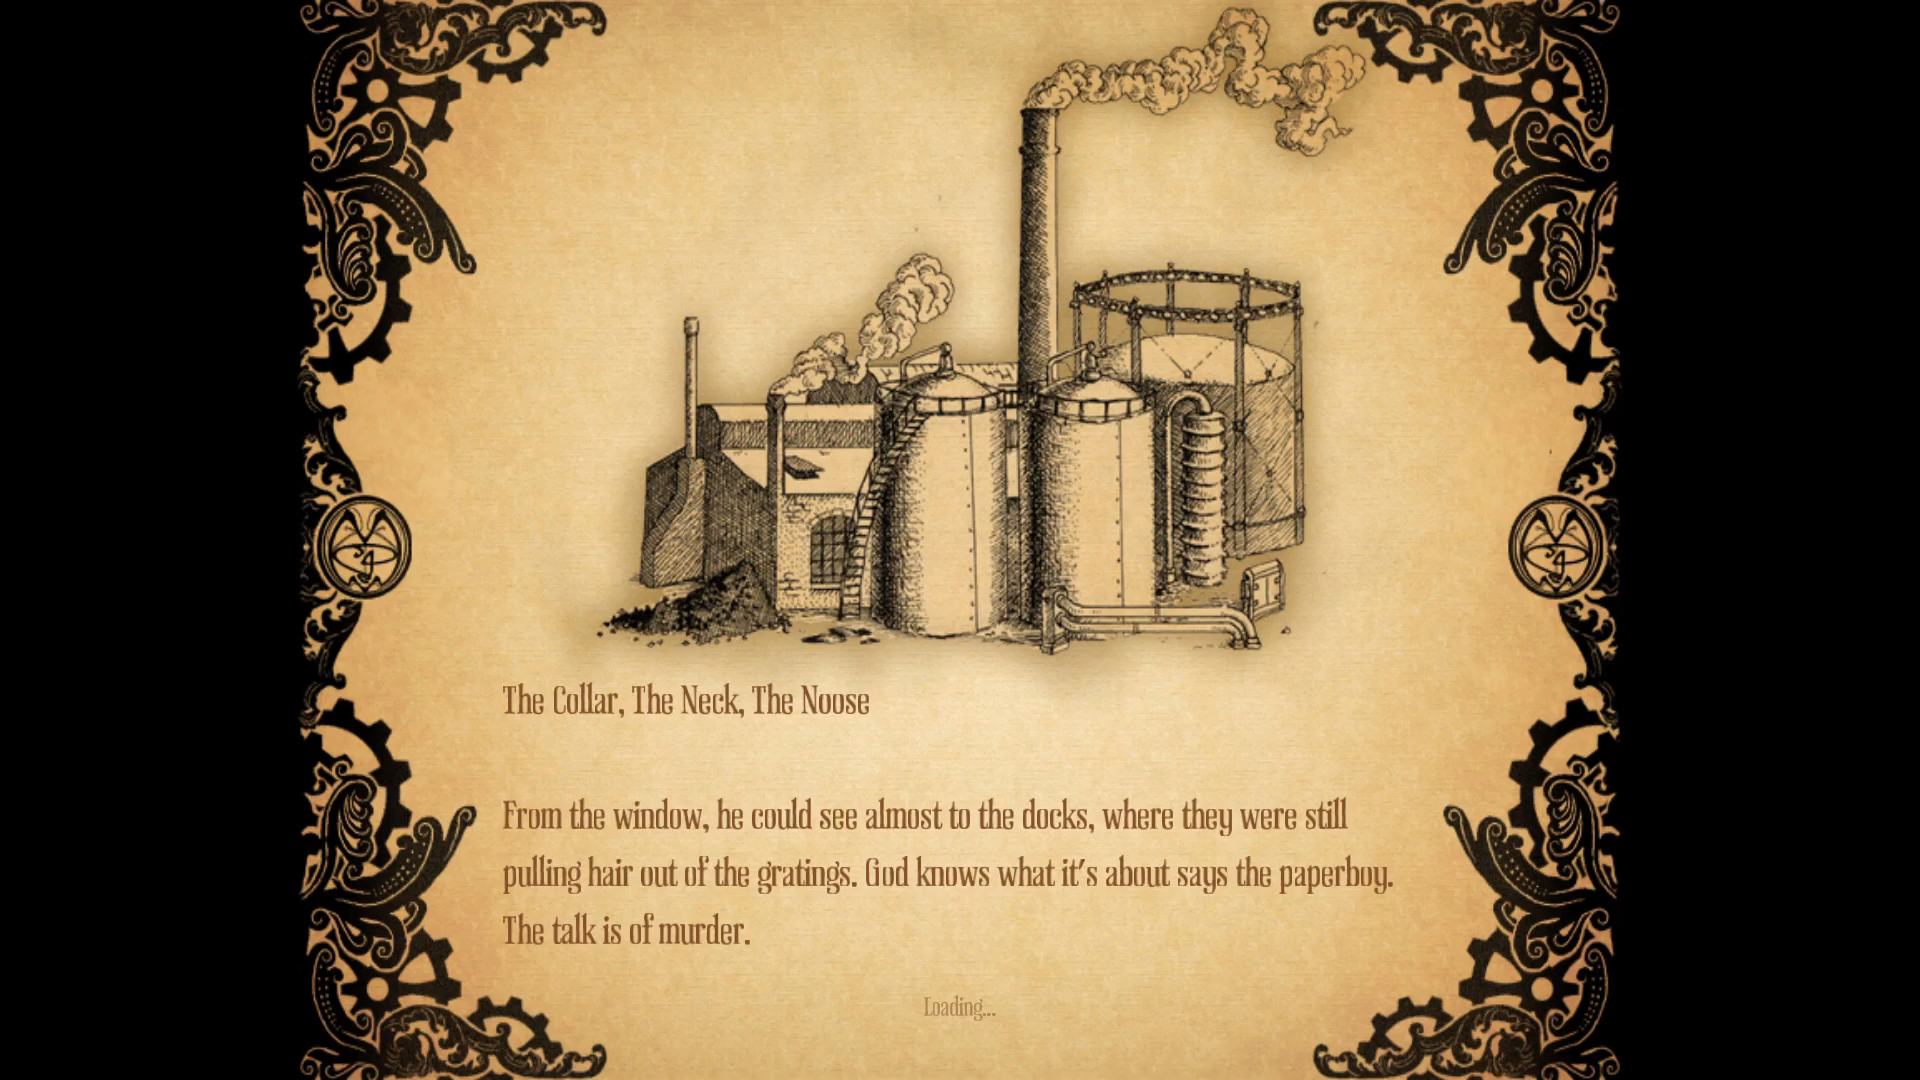 The Collar, The Neck, The Noose
From the window, he could see almost to the docks, where they were still
pulling hair out of the gratings. God knows what it's about says the paperboy.
The talk is of murder.
Loading...